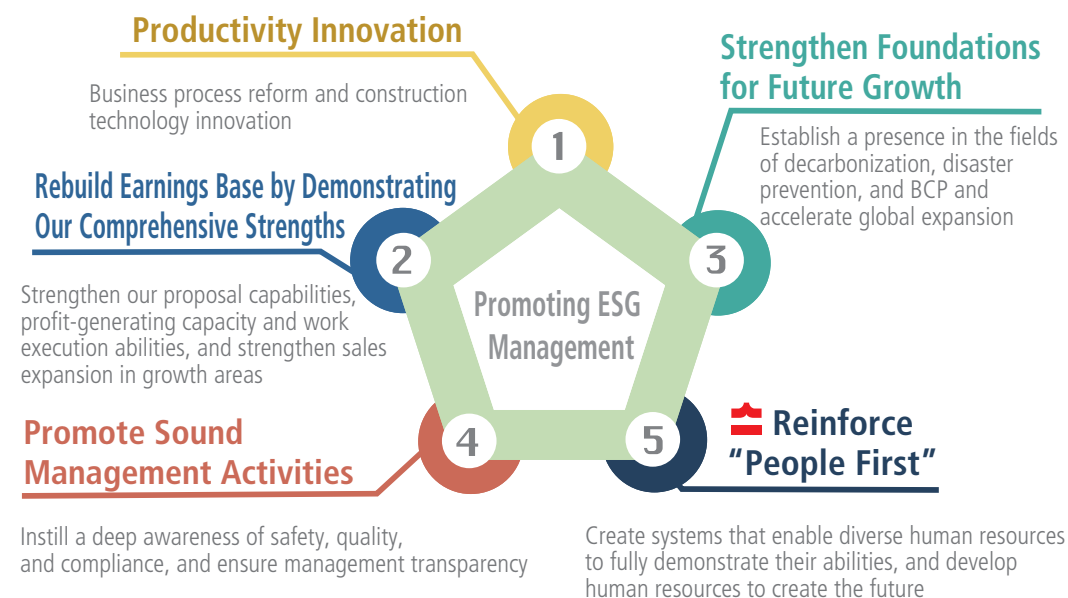 Productivity Innovation
Business process reform and construction
technology innovation
1
Rebuild Earnings Base by Demonstrating
Our Comprehensive Strengths
2
Strengthen our proposal capabilities,
profit-generating capacity and work
execution abilities, and strengthen sales
expansion in growth areas
Strengthen Foundations
for Future Growth
3
Establish a presence in the fields
of decarbonization, disaster
prevention, and BCP and
accelerate global expansion
Promoting ESG
Management
Promote Sound
Management Activities
4
Instill a deep awareness of safety, quality,
and compliance, and ensure management transparency
5
Reinforce
“People First”
Create systems that enable diverse human resources
to fully demonstrate their abilities, and develop
human resources to create the future